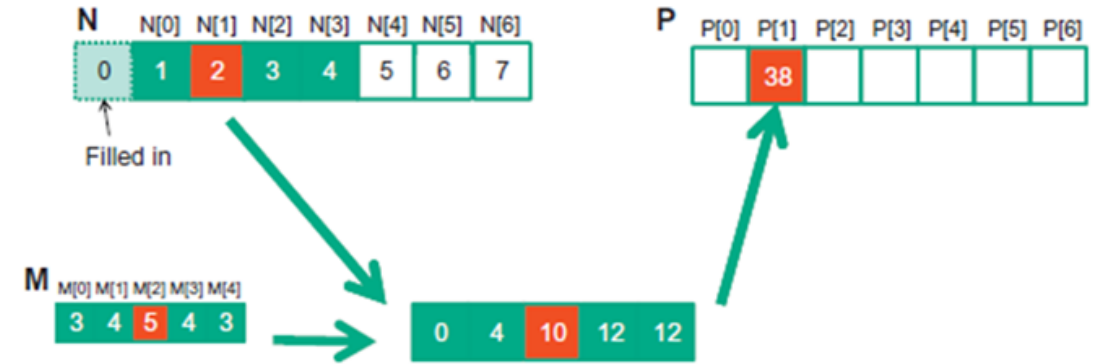 N N[0] N[1] N[2] N[3] N[4] N[5] N[6]
0 1 2 3 4 5 6 7
Filled in
P P[0] P[1] P[2] P[3] P[4] P[5] P[6]
38
M M[0] M[1] M[2] M[3] M[4]
3 4 5 4 3
0 4 10 12 12